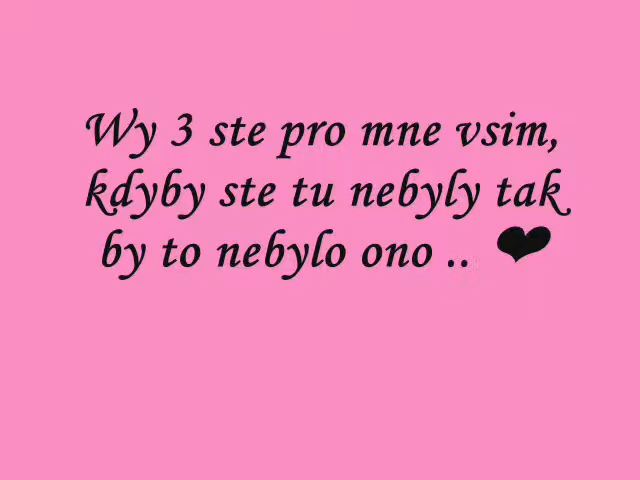 Wy 3 ste pro mne vsim,
kdyby ste tu nebyly tak
by to nebylo ono .. ❤